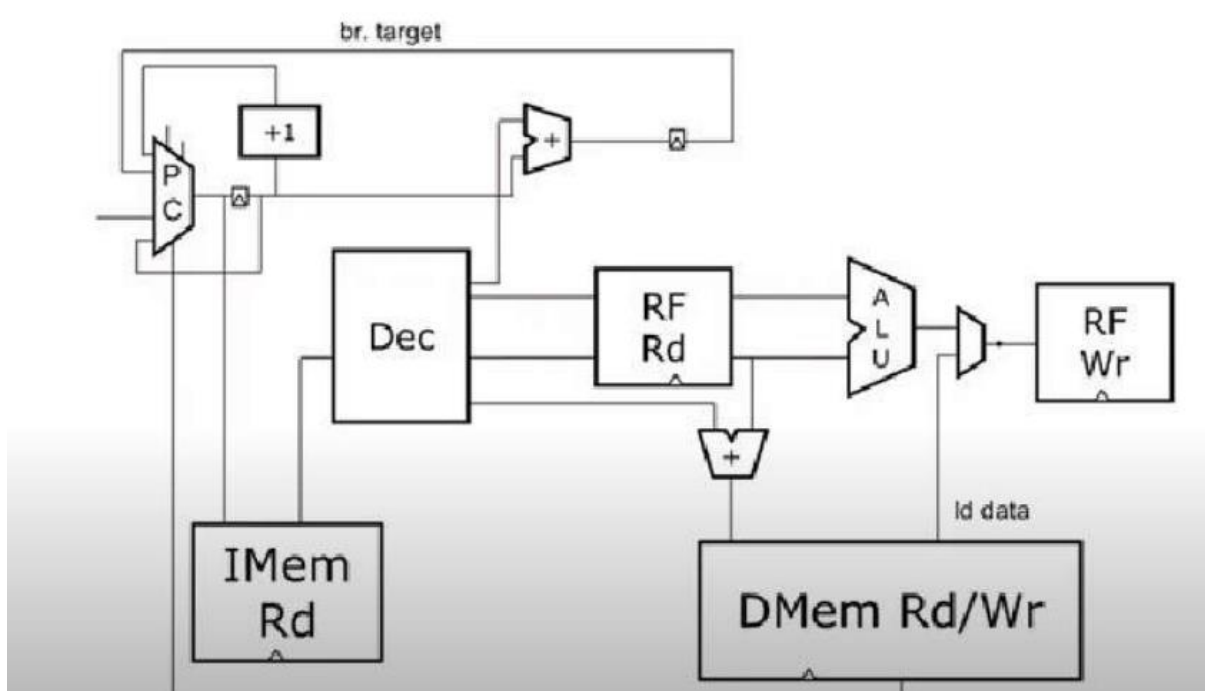 br. target
+1
+
P
C
Dec
RF
Rd
A
L
U
RF
Wr
+
ld data
IMem
Rd
DMem Rd/Wr